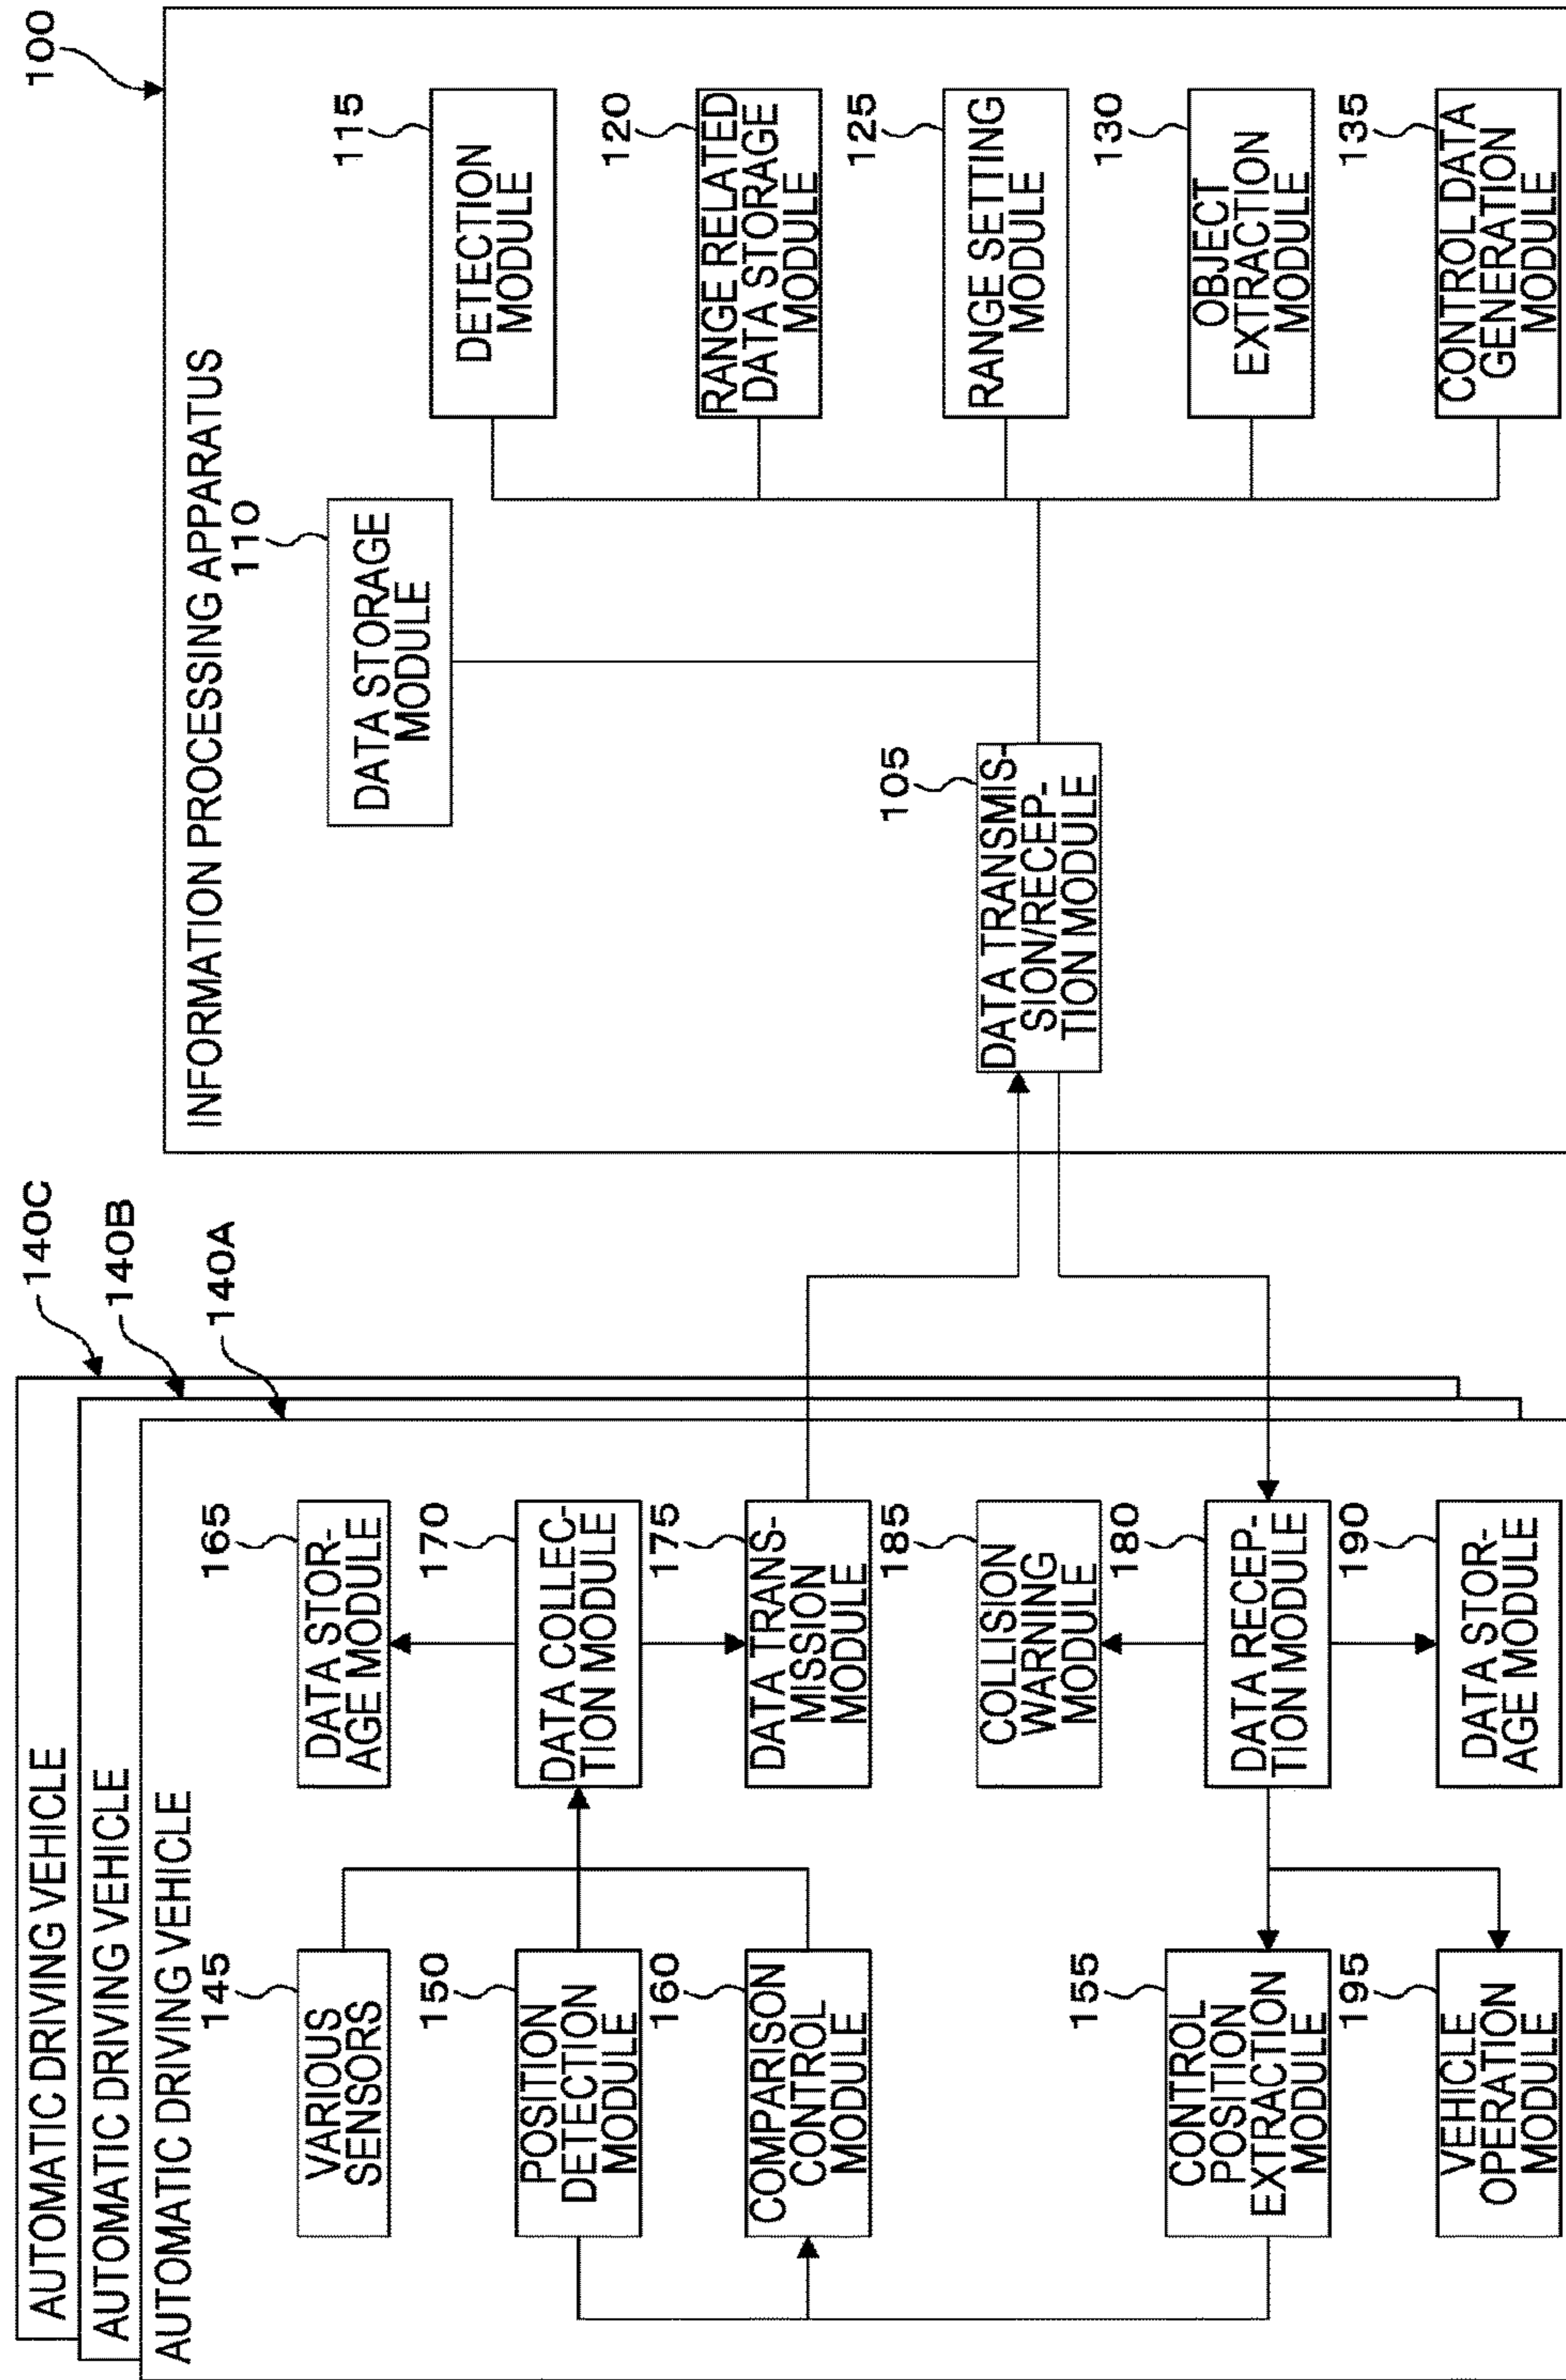 100
INFORMATION PROCESSING APPARATUS
110
DATA STORAGE
MODULE
115
DETECTION
MODULE
120
RANGE RELATED
DATA STORAGE
MODULE
125
RANGE SETTING
MODULE
130
OBJECT
EXTRACTION
MODULE
135
CONTROL DATA
GENERATION
MODULE
105
DATA TRANSMIS-
SION/RECEP-
TION MODULE
140C
140B
140A
AUTOMATIC DRIVING VEHICLE
AUTOMATIC DRIVING VEHICLE
AUTOMATIC DRIVING VEHICLE
145
VARIOUS
SENSORS
150
POSITION
DETECTION
MODULE
160
COMPARISON
CONTROL
MODULE
155
CONTROL
POSITION
EXTRACTION
MODULE
195
VEHICLE
OPERATION
MODULE
165
DATA STOR-
AGE MODULE
170
DATA COLLEC-
TION MODULE
175
DATA TRANS-
MISSION
MODULE
185
COLLISION
WARNING
MODULE
180
DATA RECEP-
TION MODULE
190
DATA STOR-
AGE MODULE